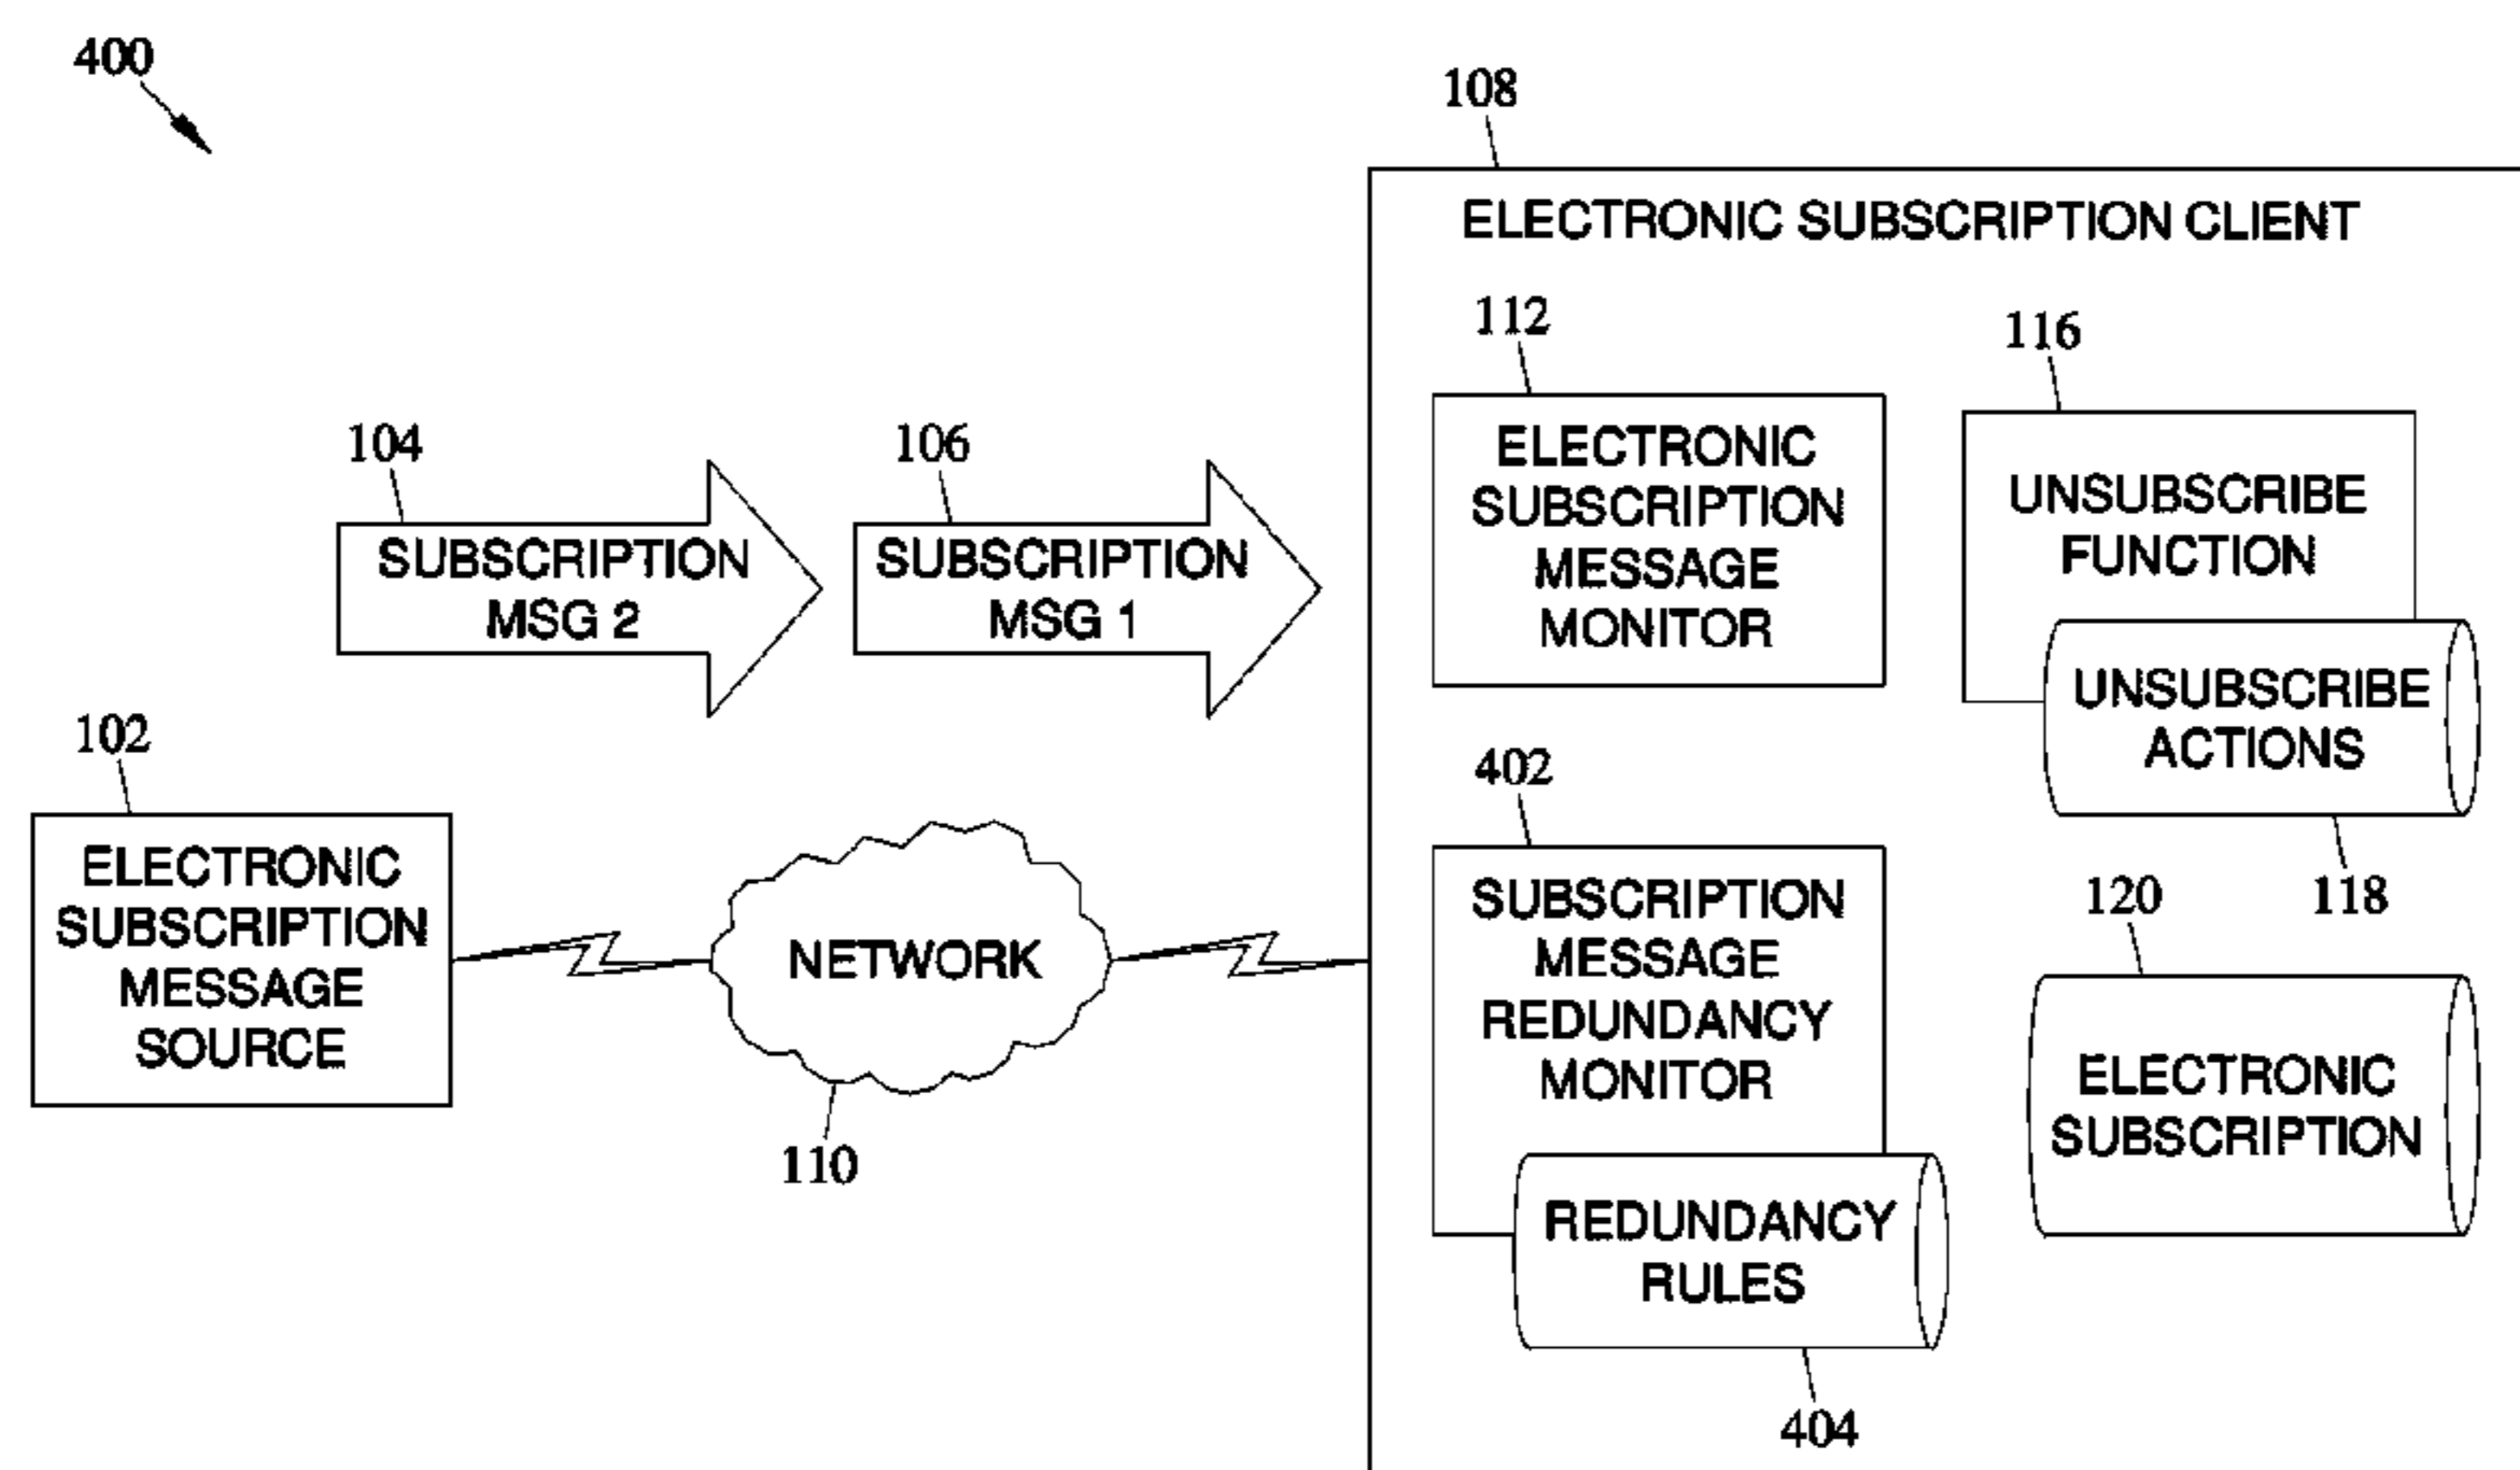 400
108
ELECTRONIC SUBSCRIPTION CLIENT
112
ELECTRONIC
SUBSCRIPTION
MESSAGE
MONITOR
116
UNSUBSCRIBE
FUNCTION
UNSUBSCRIBE
ACTIONS
118
104
SUBSCRIPTION
MSG 2
106
SUBSCRIPTION
MSG 1
102
ELECTRONIC
SUBSCRIPTION
MESSAGE
SOURCE
NETWORK
110
402
SUBSCRIPTION
MESSAGE
REDUNDANCY
MONITOR
REDUNDANCY
RULES
404
120
ELECTRONIC
SUBSCRIPTION